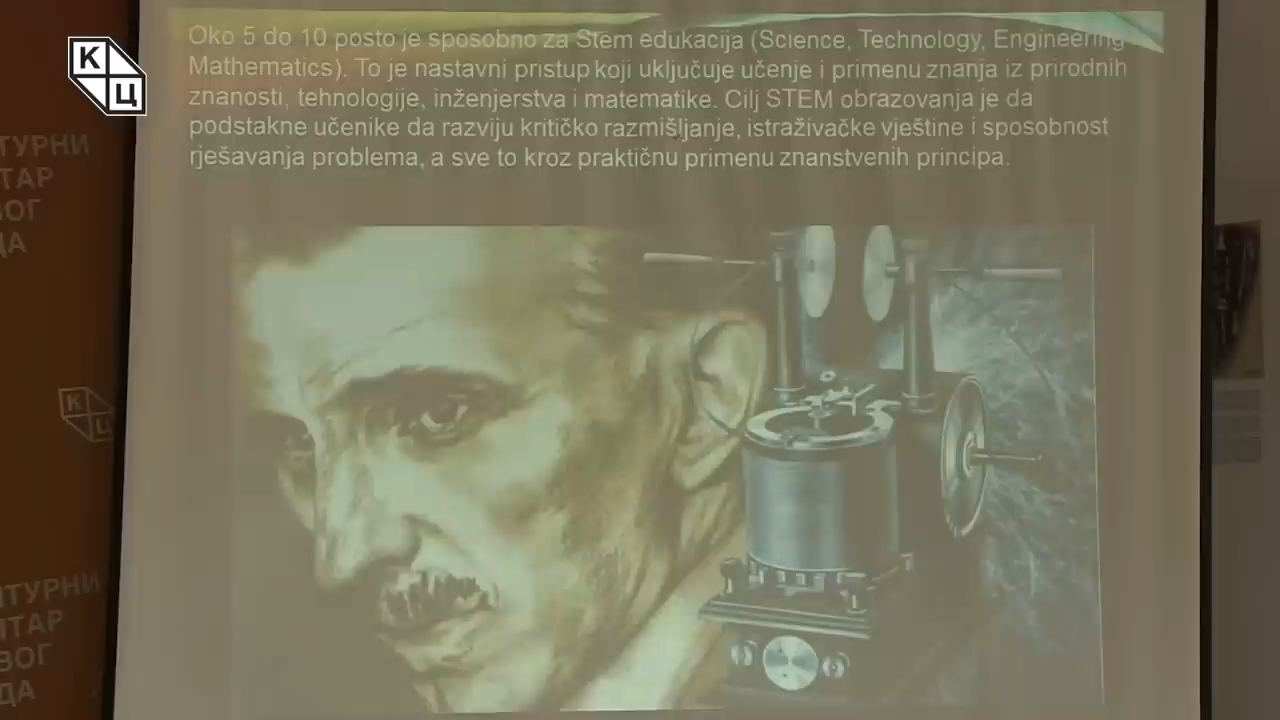 Oko 5 do 10 posto je sposobno za Stem edukacija (Science, Technology, Engineering
Mathematics). To je nastavni pristup koji uključuje učenje i primenu znanja iz prirodnih
znanosti, tehnologije, inženjerstva i matematike. Cilj STEM obrazovanja je da
podstakne učenike da razviju kritičko razmišljanje, istraživačke vještine i sposobnost
rješavanja problema, a sve to kroz praktičnu primenu znanstvenih principa.
К
Ц
ТУРНИ
ТАР
ВОГ
ДА
К
Ц
ТУРНИ
НТАР
ВОГ
ДА